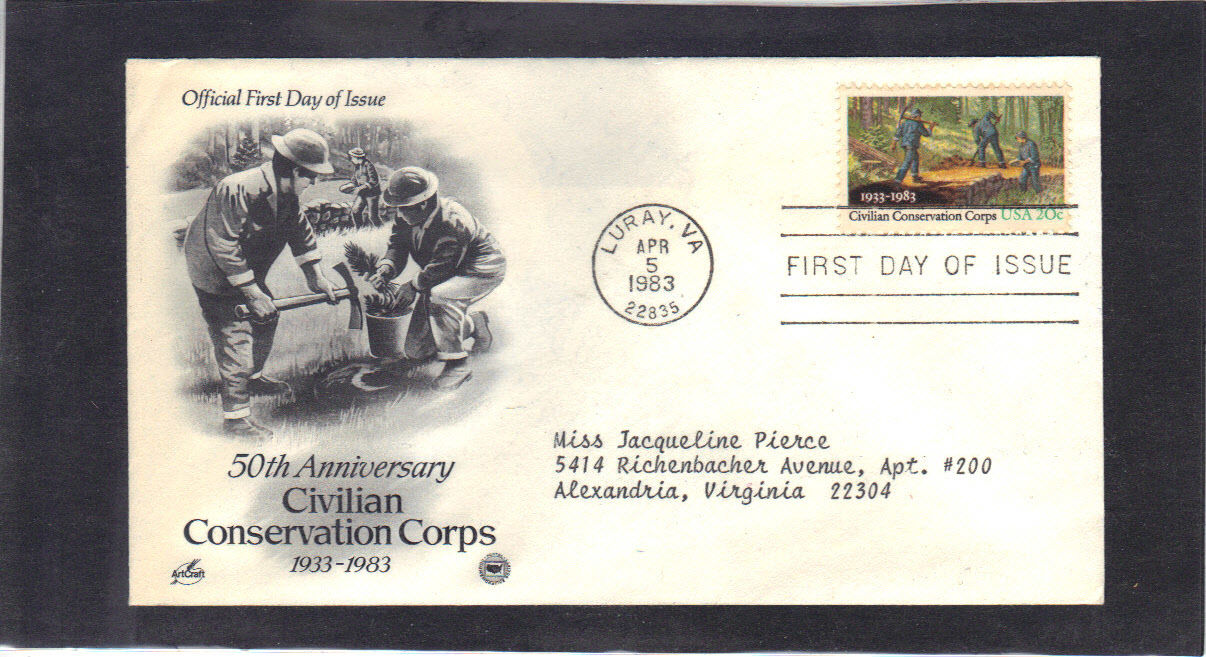 Official First Day of Issue
1933-1983
Civilian Conservation Corps USA 20c
LURAY, VA
APR
5
1983
22835
FIRST DAY OF ISSUE
Miss Jacqueline Pierce
5414 Richenbacher Avenue, Apt. #200
Alexandria, Virginia 22304
50th Anniversary
Civilian
Conservation Corps
1933-1983
ArtCraft